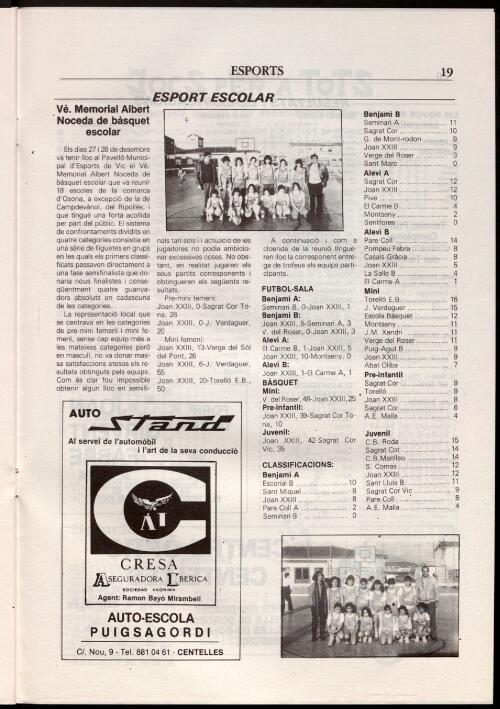 ESPORTS
19
ESPORT ESCOLAR
Vè. Memorial Albert
Noceda de bàsquet
escolar
Els dies 27 i 28 de desembre
va tenir lloc al Pavelló Munici-
pal d'Esports de Vic el Vè.
Memorial Albert Noceda de
bàsquet escolar que va reunir
18 escoles de la comarca
d'Osona, a excepció de la de
Campdevànol, del Ripollès, i
que tingué una forta acollida
per part del públic. El sistema
de confrontaments dividits en
quatre categories consistia en
una sèrie de lliguetes en grups
en les quals els primers classi-
ficats passaven directament a
una fase semifinalista que do-
naria nous finalistes i conse-
qüentment quatre guanya-
dors absoluts en cadascuna
de les categories.
La representació local que
se centrava en les categories
de pre-mini femení i mini fe-
mení, sense cap equip més a
les mateixes categories però
en masculí, no va donar mas-
sa satisfaccions atesos els re-
sultats obtinguts pels equips.
Com és clar fou impossible
obtenir algun lloc en semifi-
nals tan sols i l'actuació de les
jugadores no podia ambicio-
nar excessives coses. No obs-
tant, en realitat jugaren els
seus partits corresponents i
obtingueren els següents re-
sultats.
Pre-mini femení:
Joan XXIII, 0-Sagrat Cor To-
na, 28
Joan XXIII, 0-J. Verdaguer,
20
Mini femení:
Joan XXIII, 13-Verge del Sòl
del Pont, 26
Joan XXIII, 6-J. Verdaguer,
55
Joan XXIII, 20-Torelló E.B.,
50
A continuació i com a
cloenda de la reunió tingue-
ren lloc la corresponent entre-
ga de trofeus als equips parti-
cipants.
FUTBOL-SALA
Benjamí A:
Seminari B., 0-Joan XXIII, 1
Benjamí B:
Joan XXIII, 5-Seminari A, 3
V. del Roser, 0-Joan XXIII, 3
Aleví A:
El Carme B, 1-Joan XXIII, 5
Joan XXIII, 10-Montseny, 0
Aleví B:
Joan XXIII, 1-El Carme A, 1
BÀSQUET
Mini:
V. del Roser, 48-Joan XXIII, 25
Pre-infantil:
Joan XXIII, 39-Sagrat Cor To-
na, 10
Juvenil:
Joan XXIII, 42-Sagrat Cor
Vic, 35
CLASSIFICACIONS:
Benjamí A
Escorial B ........ 10
Sant Miquel ........ 8
Joan XXIII ........ 8
Pare Coll A ........ 2
Seminari B ........ 0
Benjamí B
Seminari A ........ 11
Sagrat Cor ........ 10
G. de Mont-rodon ........ 9
Joan XXIII ........ 9
Verge del Roser ........ 3
Sant Marc ........ 0
Aleví A
Sagrat Cor ........ 12
Joan XXIII ........ 12
Pive ........ 10
El Carme B ........ 4
Montseny ........ 2
Sentfores ........ 0
Aleví B
Pare Coll ........ 14
Pompeu Fabra ........ 8
Casals-Gràcia ........ 8
Joan XXIII ........ 5
La Salle B ........ 4
El Carme A ........ 1
Mini
Torelló E.B. ........ 16
J. Verdaguer ........ 15
Escola Bàsquet ........ 12
Montseny ........ 11
J. M. Xandri ........ 11
Verge del Roser ........ 11
Puig-Agut B ........ 9
Joan XXIII ........ 9
Abat Oliba ........ 7
Pre-infantil
Sagrat Cor ........ 9
Torelló ........ 9
Joan XXIII ........ 8
Sagrat Cor ........ 6
A.E. Malla ........ 4
Juvenil
C.B. Roda ........ 15
Sagrat Cot ........ 14
C.B. Manlleu ........ 14
S. Comas ........ 12
Joan XXIII ........ 12
Sant Lluís B. ........ 11
Sagrat Cor Vic ........ 9
Pare Coll ........ 8
A.E. Malla ........ 4
AUTO
Stand
Al servei de l'automòbil
i l'art de la seva conducció
AI
CRESA
ASEGURADORA IBERICA
SOCIEDAD ANONIMA
Agent: Ramon Bayó Mirambell
AUTO-ESCOLA
PUIGSAGORDI
C/. Nou, 9 - Tel. 881 04 61 - CENTELLES